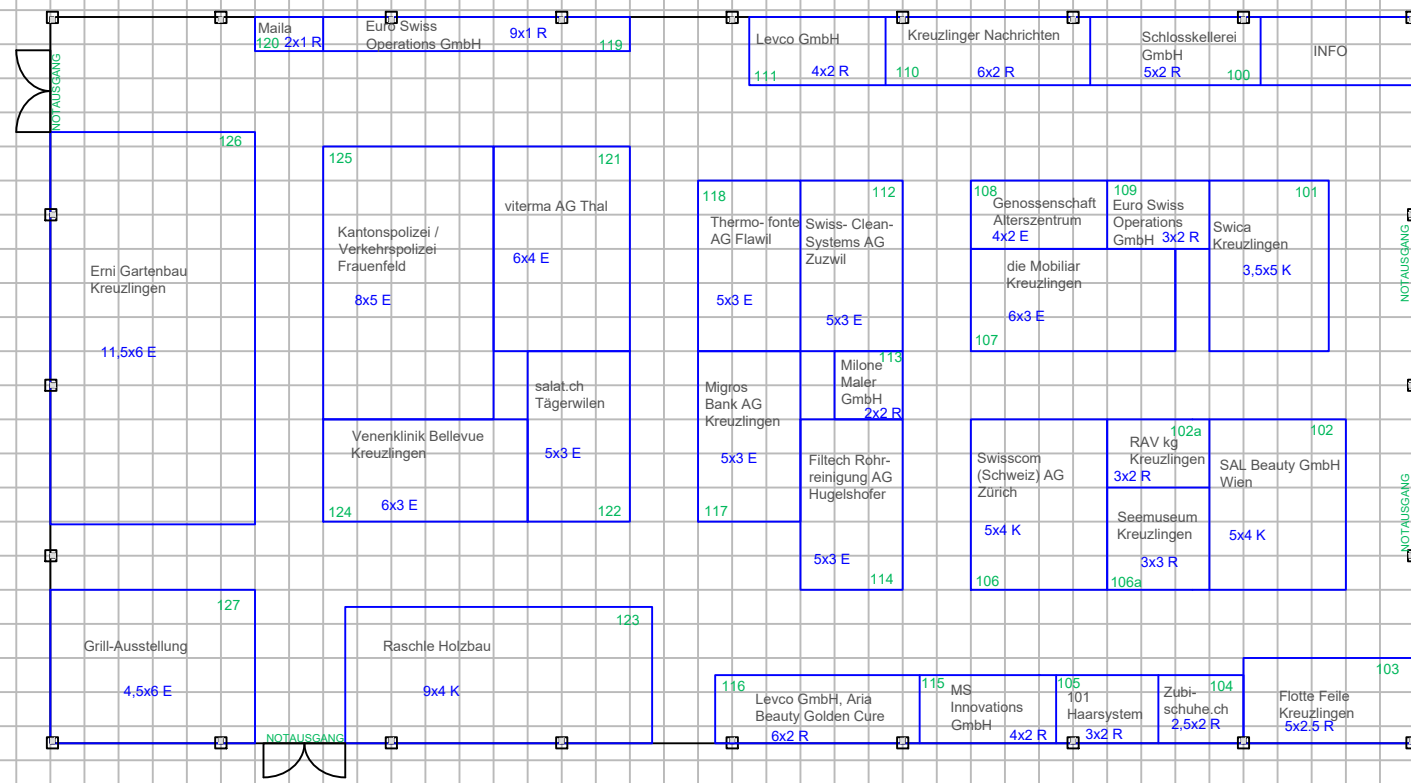 Maila
120 2x1 R
Euro Swiss
Operations GmbH
9x1 R
119
Levco GmbH
4x2 R
111
Kreuzlinger Nachrichten
110
6x2 R
Schlosskellerei
GmbH
5x2 R
100
INFO
NOTAUSGANG
126
Erni Gartenbau
Kreuzlingen
11,5x6 E
125
Kantonspolizei /
Verkehrspolizei
Frauenfeld
8x5 E
121
viterma AG Thal
6x4 E
118
Thermo- fonte
AG Flawil
5x3 E
112
Swiss- Clean-
Systems AG
Zuzwil
5x3 E
108
Genossenschaft
Alterszentrum
4x2 E
109
Euro Swiss
Operations
GmbH 3x2 R
101
Swica
Kreuzlingen
3,5x5 K
NOTAUSGANG
die Mobiliar
Kreuzlingen
6x3 E
107
salat.ch
Tägerwilen
5x3 E
122
Venenklinik Bellevue
Kreuzlingen
6x3 E
124
Migros
Bank AG
Kreuzlingen
5x3 E
117
113
Milone
Maler
GmbH
2x2 R
Filtech Rohr-
reinigung AG
Hugelshofer
5x3 E
114
Swisscom
(Schweiz) AG
Zürich
5x4 K
106
102a
RAV kg
Kreuzlingen
3x2 R
Seemuseum
Kreuzlingen
3x3 R
106a
102
SAL Beauty GmbH
Wien
5x4 K
NOTAUSGANG
127
Grill-Ausstellung
4,5x6 E
NOTAUSGANG
123
Raschle Holzbau
9x4 K
116
Levco GmbH, Aria
Beauty Golden Cure
6x2 R
115
MS
Innovations
GmbH
4x2 R
105
101
Haarsystem
3x2 R
104
Zubi-
schuhe.ch
2,5x2 R
103
Flotte Feile
Kreuzlingen
5x2.5 R